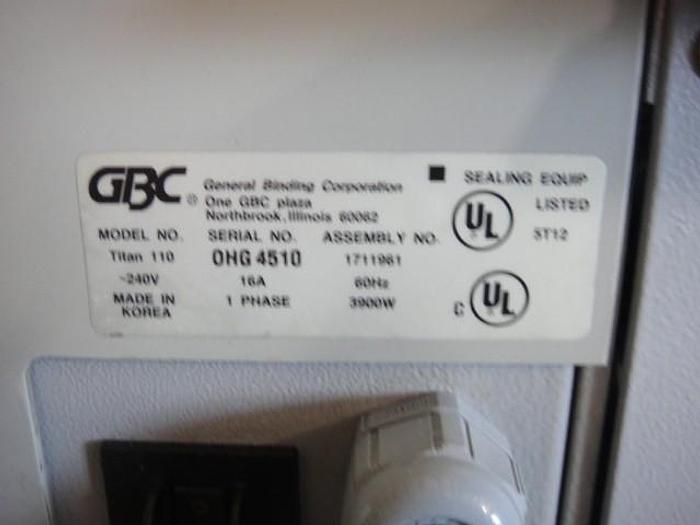 GBC ® General Binding Corporation
One GBC plaza
Northbrook, Illinois 60062
SEALING EQUIP
UL LISTED
5T12
MODEL NO. SERIAL NO. ASSEMBLY NO.
Titan 110 OHG 4510 1711961
~240V 16A 60Hz
MADE IN KOREA 1 PHASE 3900W
C UL